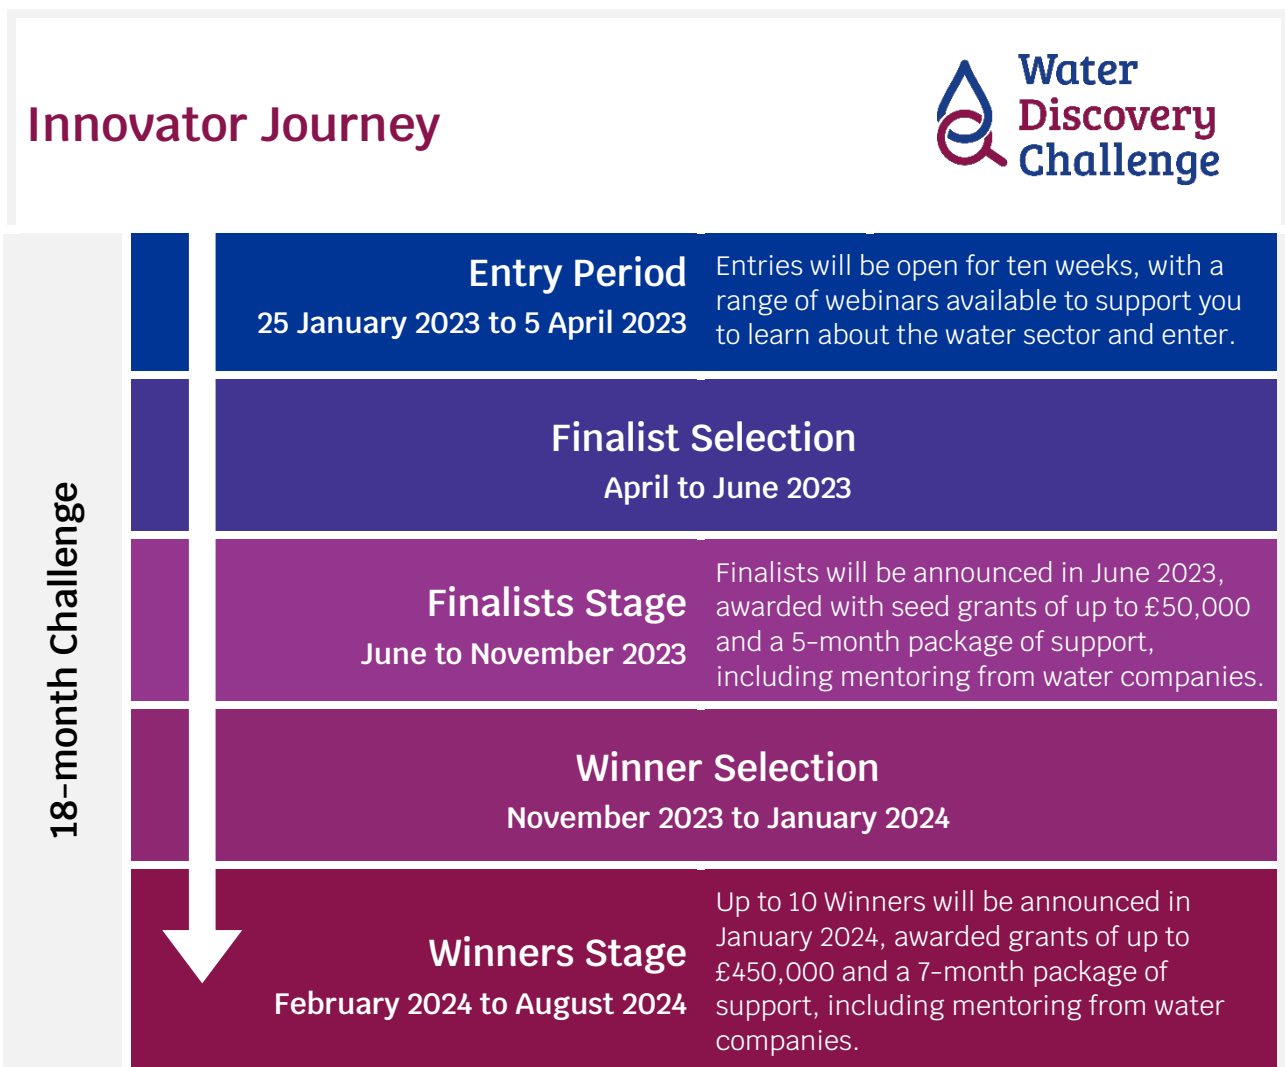 Innovator Journey
Water
Discovery
Challenge
18-month Challenge
Entry Period
25 January 2023 to 5 April 2023
Entries will be open for ten weeks, with a
range of webinars available to support you
to learn about the water sector and enter.
Finalist Selection
April to June 2023
Finalists Stage
June to November 2023
Finalists will be announced in June 2023,
awarded with seed grants of up to £50,000
and a 5-month package of support,
including mentoring from water companies.
Winner Selection
November 2023 to January 2024
Winners Stage
February 2024 to August 2024
Up to 10 Winners will be announced in
January 2024, awarded grants of up to
£450,000 and a 7-month package of
support, including mentoring from water
companies.